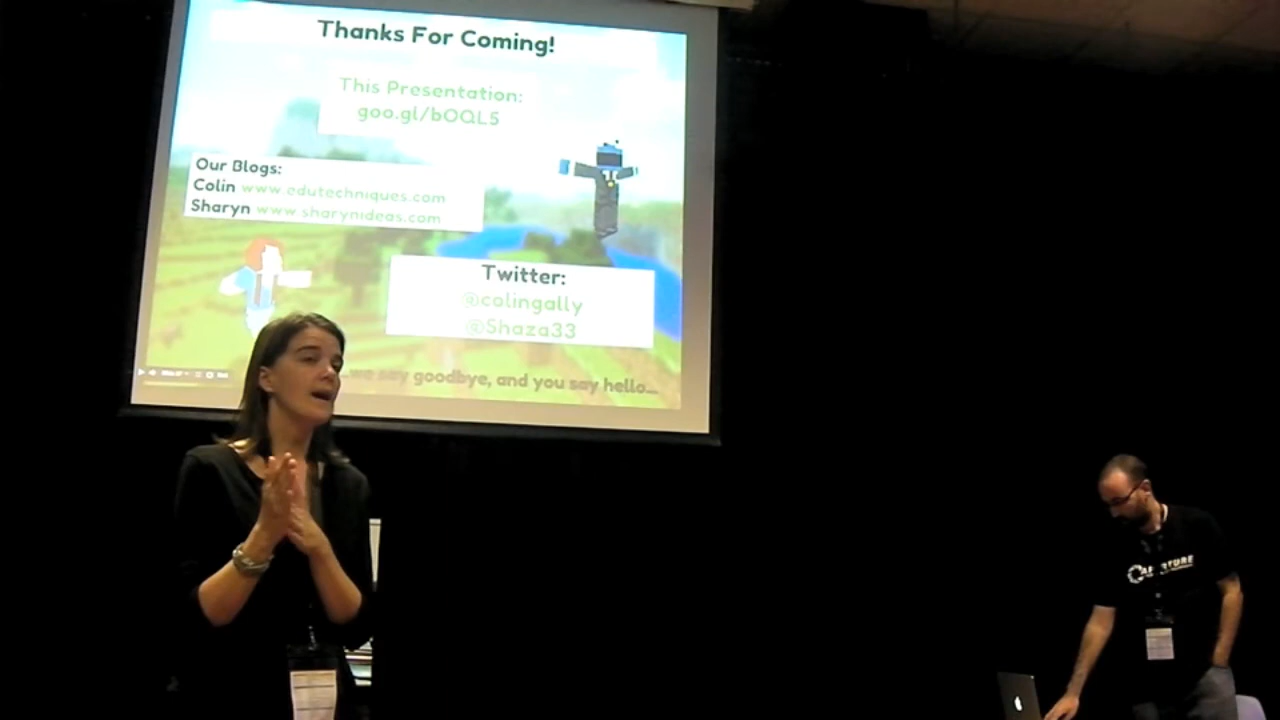 Thanks For Coming!
This Presentation:
goo.gl/bOQL5
Our Blogs:
Colin www.edutechniques.com
Sharyn www.sharynideas.com
Twitter:
@colingally
@Shaza33
...we say goodbye, and you say hello...
APERTURE